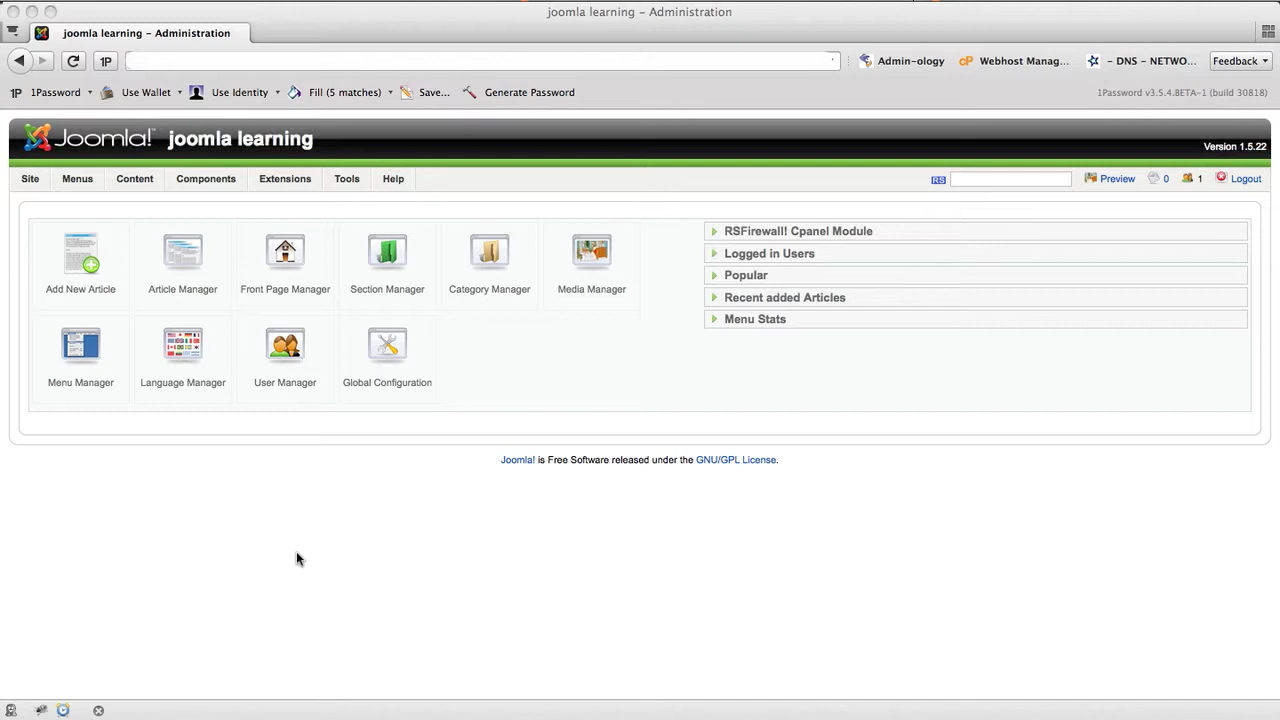 joomla learning – Administration
joomla learning – Administration
1P
Admin-ology
cP Webhost Manag...
- DNS - NETWO...
Feedback
1P 1Password
Use Wallet
Use Identity
Fill (5 matches)
Save...
Generate Password
1Password v3.5.4.BETA-1 (build 30818)
Joomla!
joomla learning
Version 1.5.22
Site
Menus
Content
Components
Extensions
Tools
Help
RS
Preview
0
1
Logout
Add New Article
Article Manager
Front Page Manager
Section Manager
Category Manager
Media Manager
Menu Manager
Language Manager
User Manager
Global Configuration
RSFirewall! Cpanel Module
Logged in Users
Popular
Recent added Articles
Menu Stats
Joomla! is Free Software released under the GNU/GPL License.